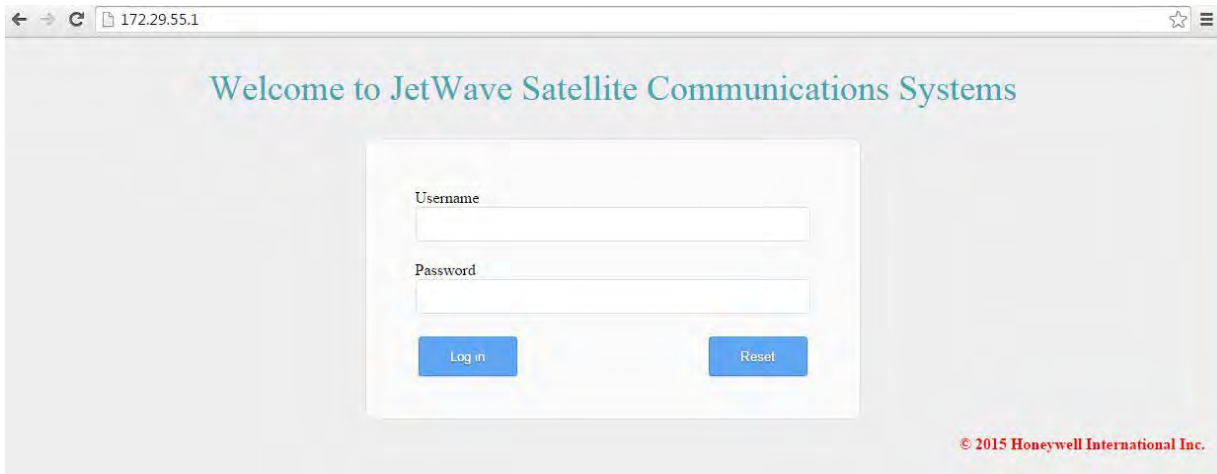 172.29.55.1
Welcome to JetWave Satellite Communications Systems
Username
Password
Log in Reset
© 2015 Honeywell International Inc.